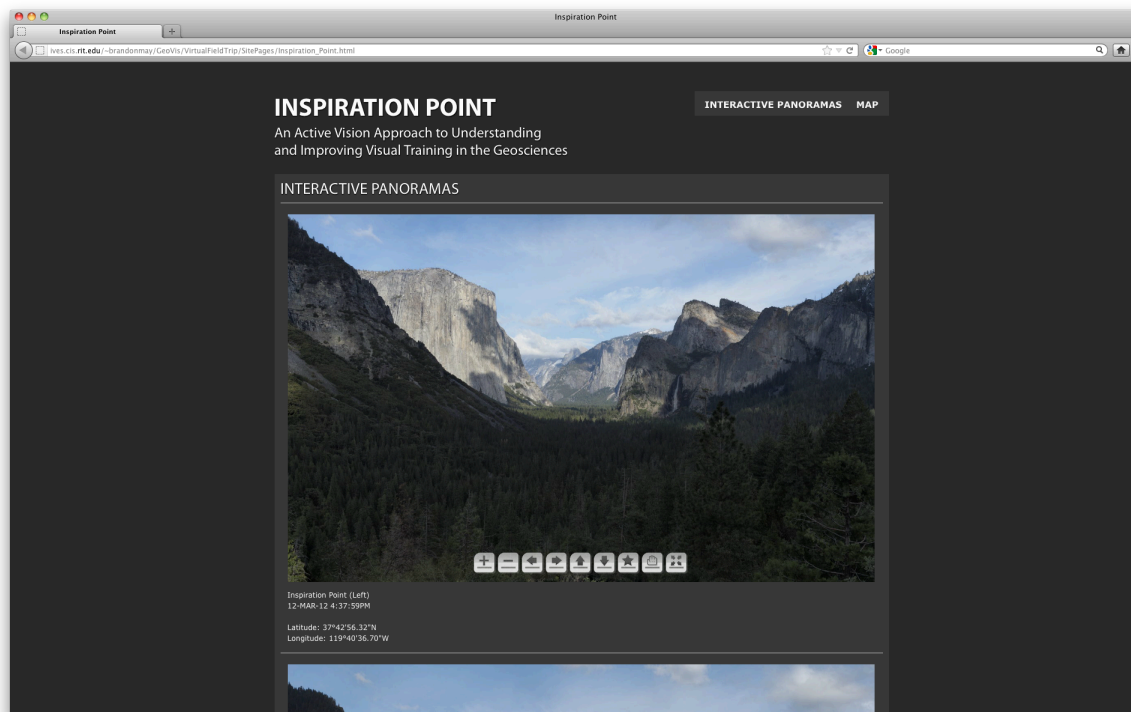 Inspiration Point
Inspiration Point
ives.cis.rit.edu/~brandonmay/GeoVis/VirtualFieldTrip/SitePages/Inspiration_Point.html
Google
INSPIRATION POINT
INTERACTIVE PANORAMAS MAP
An Active Vision Approach to Understanding
and Improving Visual Training in the Geosciences
INTERACTIVE PANORAMAS
Inspiration Point (Left)
12-MAR-12 4:37:59PM
Latitude: 37°42'56.32"N
Longitude: 119°40'36.70"W